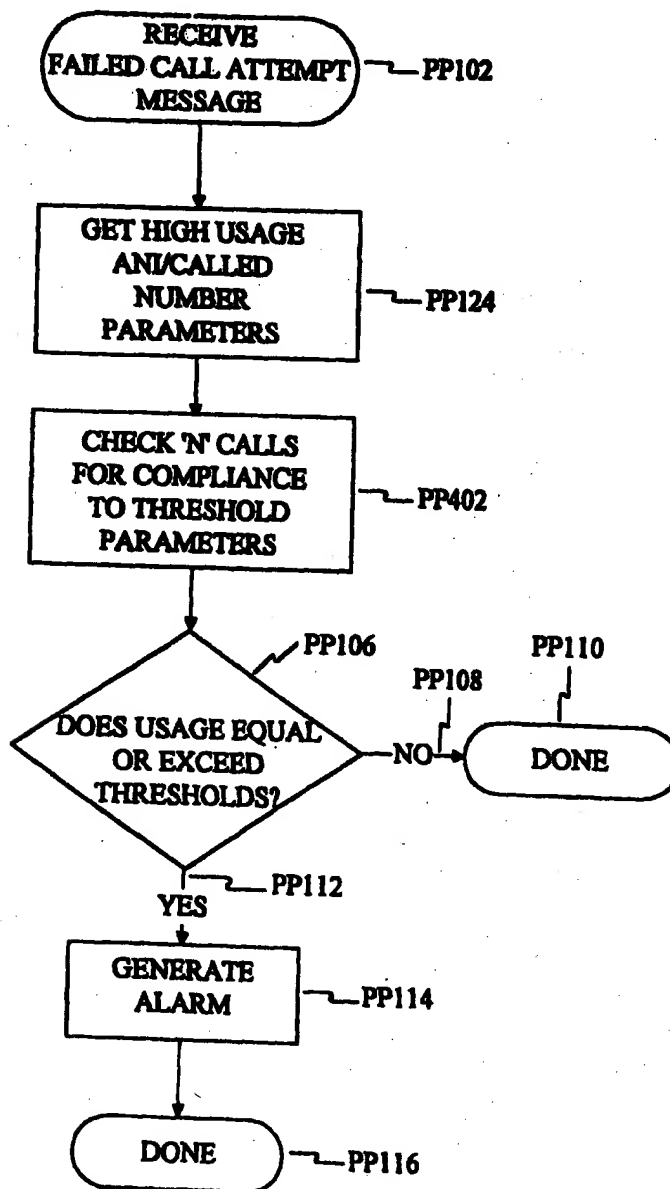 RECEIVE
FAILED CALL ATTEMPT
MESSAGE
PP102
GET HIGH USAGE
ANI/CALLED
NUMBER
PARAMETERS
PP124
CHECK 'N' CALLS
FOR COMPLIANCE
TO THRESHOLD
PARAMETERS
PP402
PP106
DOES USAGE EQUAL
OR EXCEED
THRESHOLDS?
PP108
NO
PP110
DONE
PP112
YES
GENERATE
ALARM
PP114
DONE
PP116